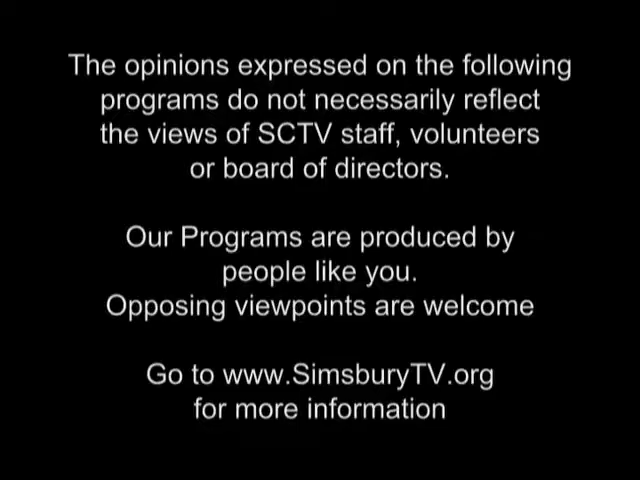 The opinions expressed on the following
programs do not necessarily reflect
the views of SCTV staff, volunteers
or board of directors.
Our Programs are produced by
people like you.
Opposing viewpoints are welcome
Go to www.SimsburyTV.org
for more information